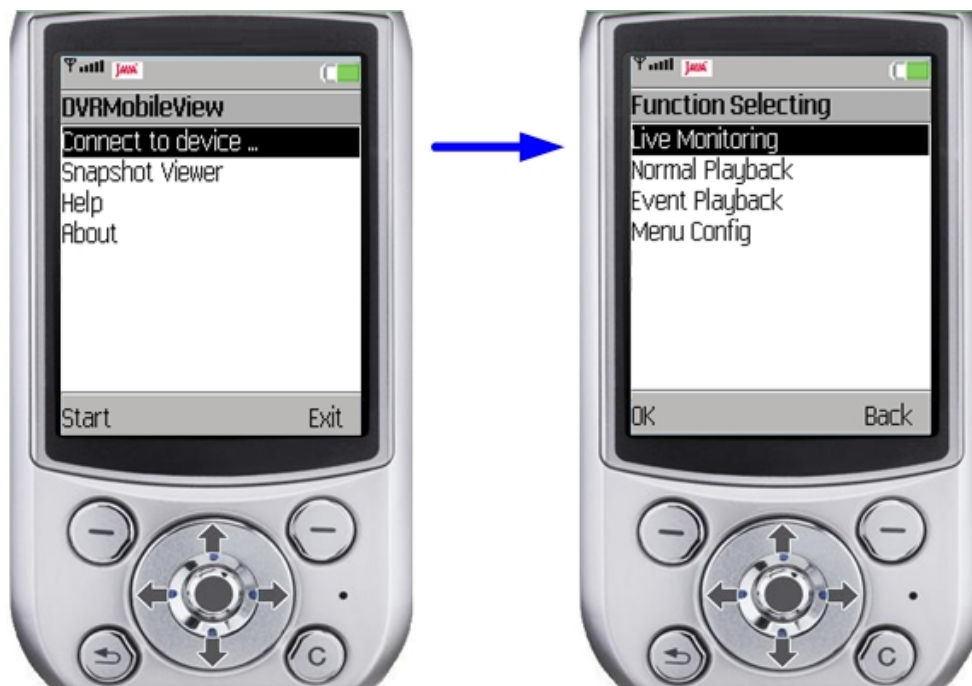 JAVA
DVRMobileView
Connect to device ...
Snapshot Viewer
Help
About
Start Exit
C
JAVA
Function Selecting
Live Monitoring
Normal Playback
Event Playback
Menu Config
OK Back
C